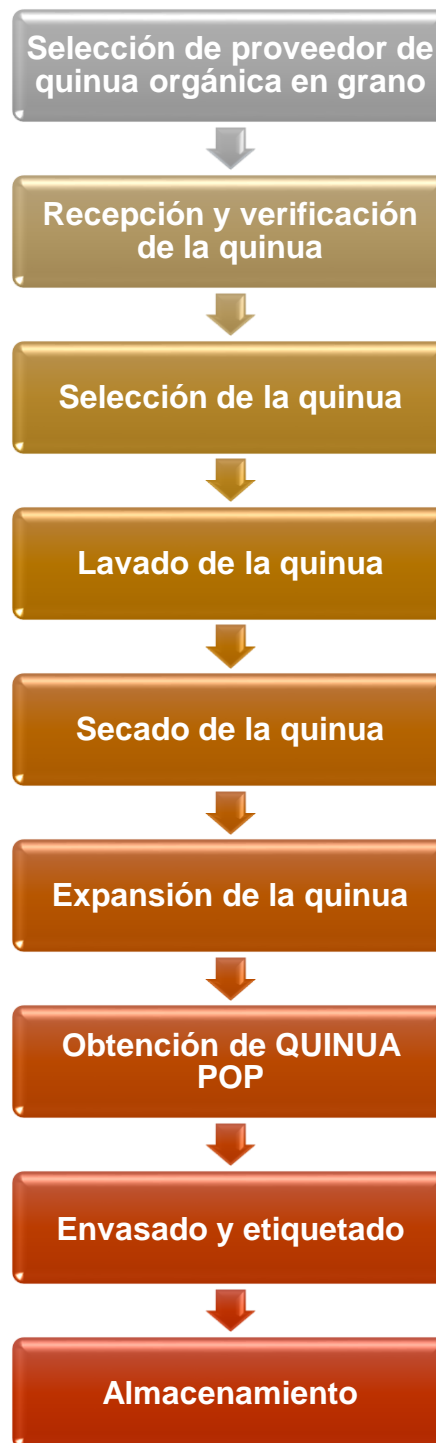 Selección de proveedor de
quinua orgánica en grano
Recepción y verificación
de la quinua
Selección de la quinua
Lavado de la quinua
Secado de la quinua
Expansión de la quinua
Obtención de QUINUA
POP
Envasado y etiquetado
Almacenamiento